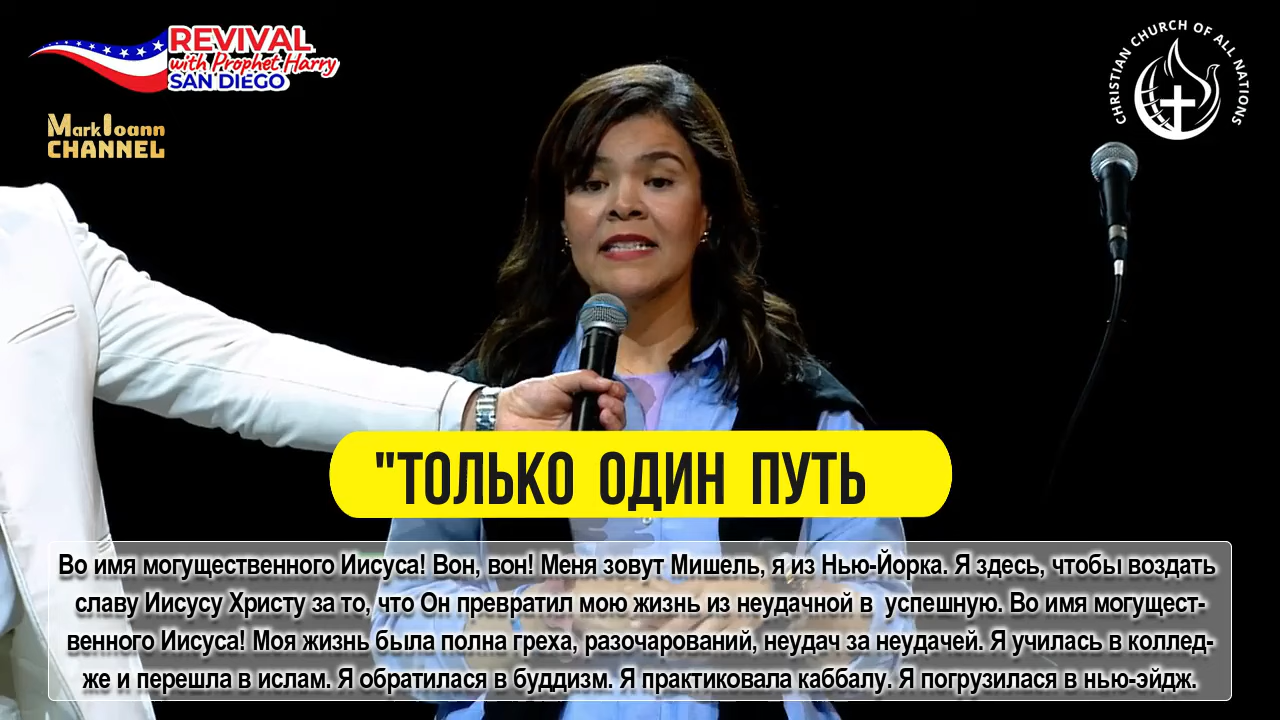 REVIVAL
with Prophet Harry
SAN DIEGO
CHRISTIAN CHURCH OF ALL NATIONS
MarkIoann
CHANNEL
"ТОЛЬКО ОДИН ПУТЬ
Во имя могущественного Иисуса! Вон, вон! Меня зовут Мишель, я из Нью-Йорка. Я здесь, чтобы воздать
славу Иисусу Христу за то, что Он превратил мою жизнь из неудачной в успешную. Во имя могущест-
венного Иисуса! Моя жизнь была полна греха, разочарований, неудач за неудачей. Я училась в коллед-
же и перешла в ислам. Я обратилася в буддизм. Я практиковала каббалу. Я погрузилася в нью-эйдж.